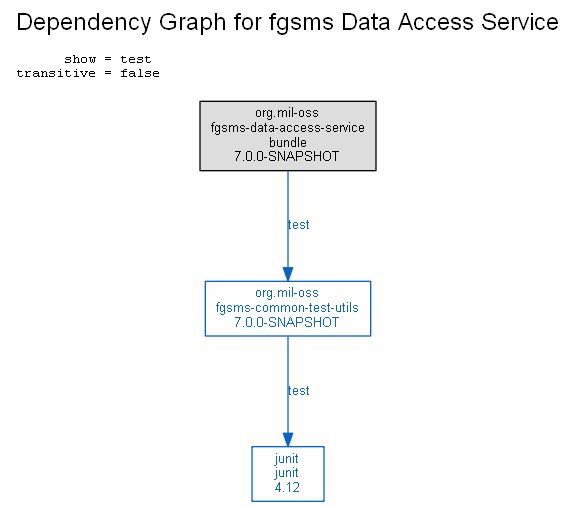 Dependency Graph for fgsms Data Access Service
show = test
transitive = false
org.mil-oss
fgsms-data-access-service
bundle
7.0.0-SNAPSHOT
test
org.mil-oss
fgsms-common-test-utils
7.0.0-SNAPSHOT
test
junit
junit
4.12